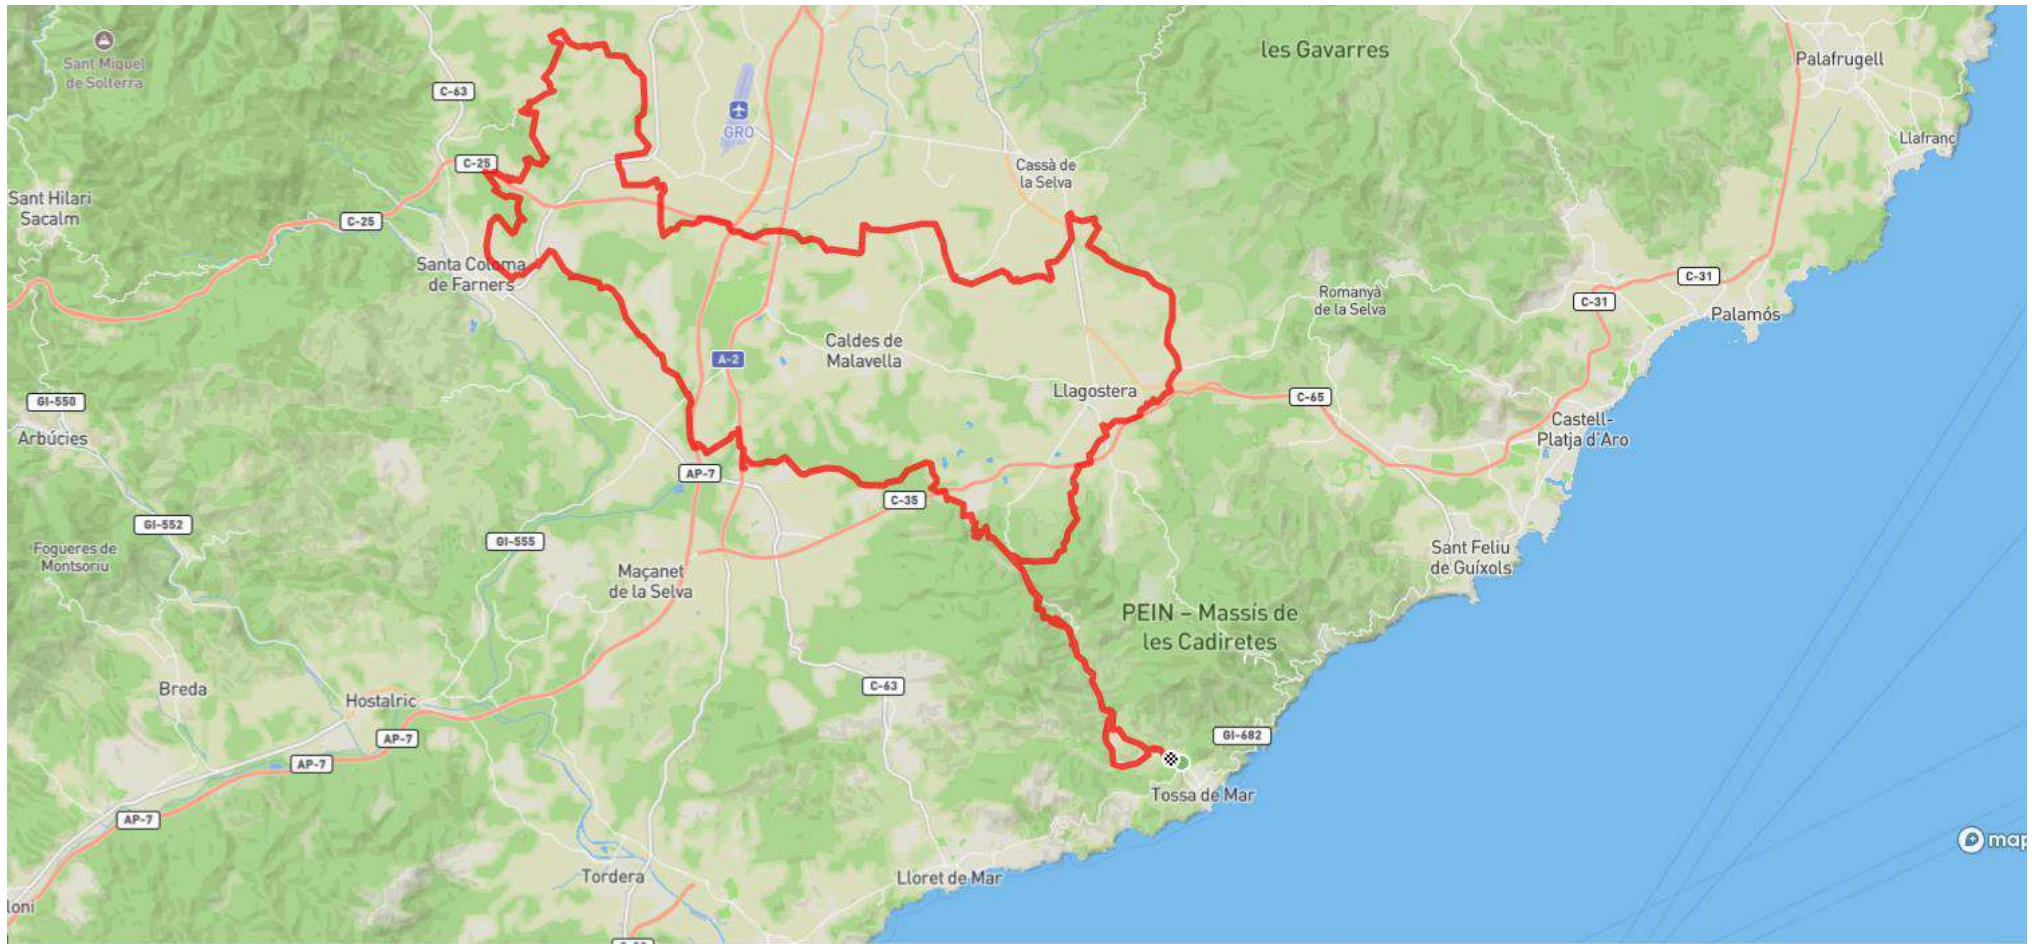 les Gavarres
Palafrugell
Sant Miquel
de Solterra
C-63
GRO
Llafranc
C-25
Cassà de
la Selva
Sant Hilari
Sacalm
C-25
Santa Coloma
de Farners
C-31
C-31
Romanyà
de la Selva
Palamós
Caldes de
Malavella
A-2
Llagostera
C-65
GI-550
Arbúcies
Castell-
Platja d'Aro
AP-7
C-35
GI-552
GI-555
Fogueres de
Montsoriu
Sant Feliu
de Guíxols
Maçanet
de la Selva
PEIN – Massís de
les Cadiretes
Breda
Hostalric
C-63
AP-7
GI-682
AP-7
Tossa de Mar
AP-7
map
Tordera
Lloret de Mar
loni